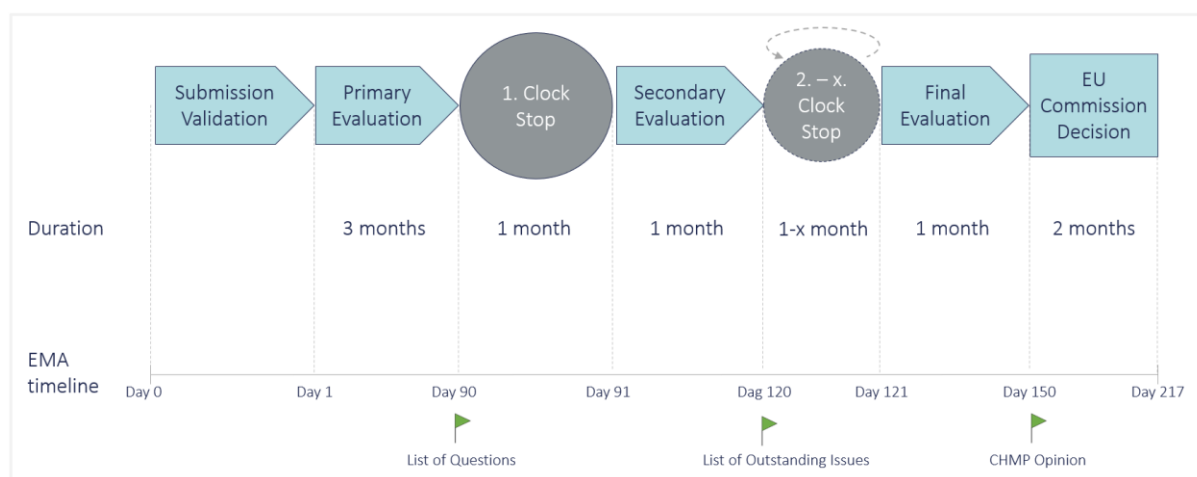 Submission
Validation
Primary
Evaluation
1. Clock
Stop
Secondary
Evaluation
2. – x.
Clock
Stop
Final
Evaluation
EU
Commission
Decision
Duration
3 months
1 month
1 month
1-x month
1 month
2 months
EMA
timeline
Day 0
Day 1
Day 90
Day 91
Dag 120
Day 121
Day 150
Day 217
List of Questions
List of Outstanding Issues
CHMP Opinion